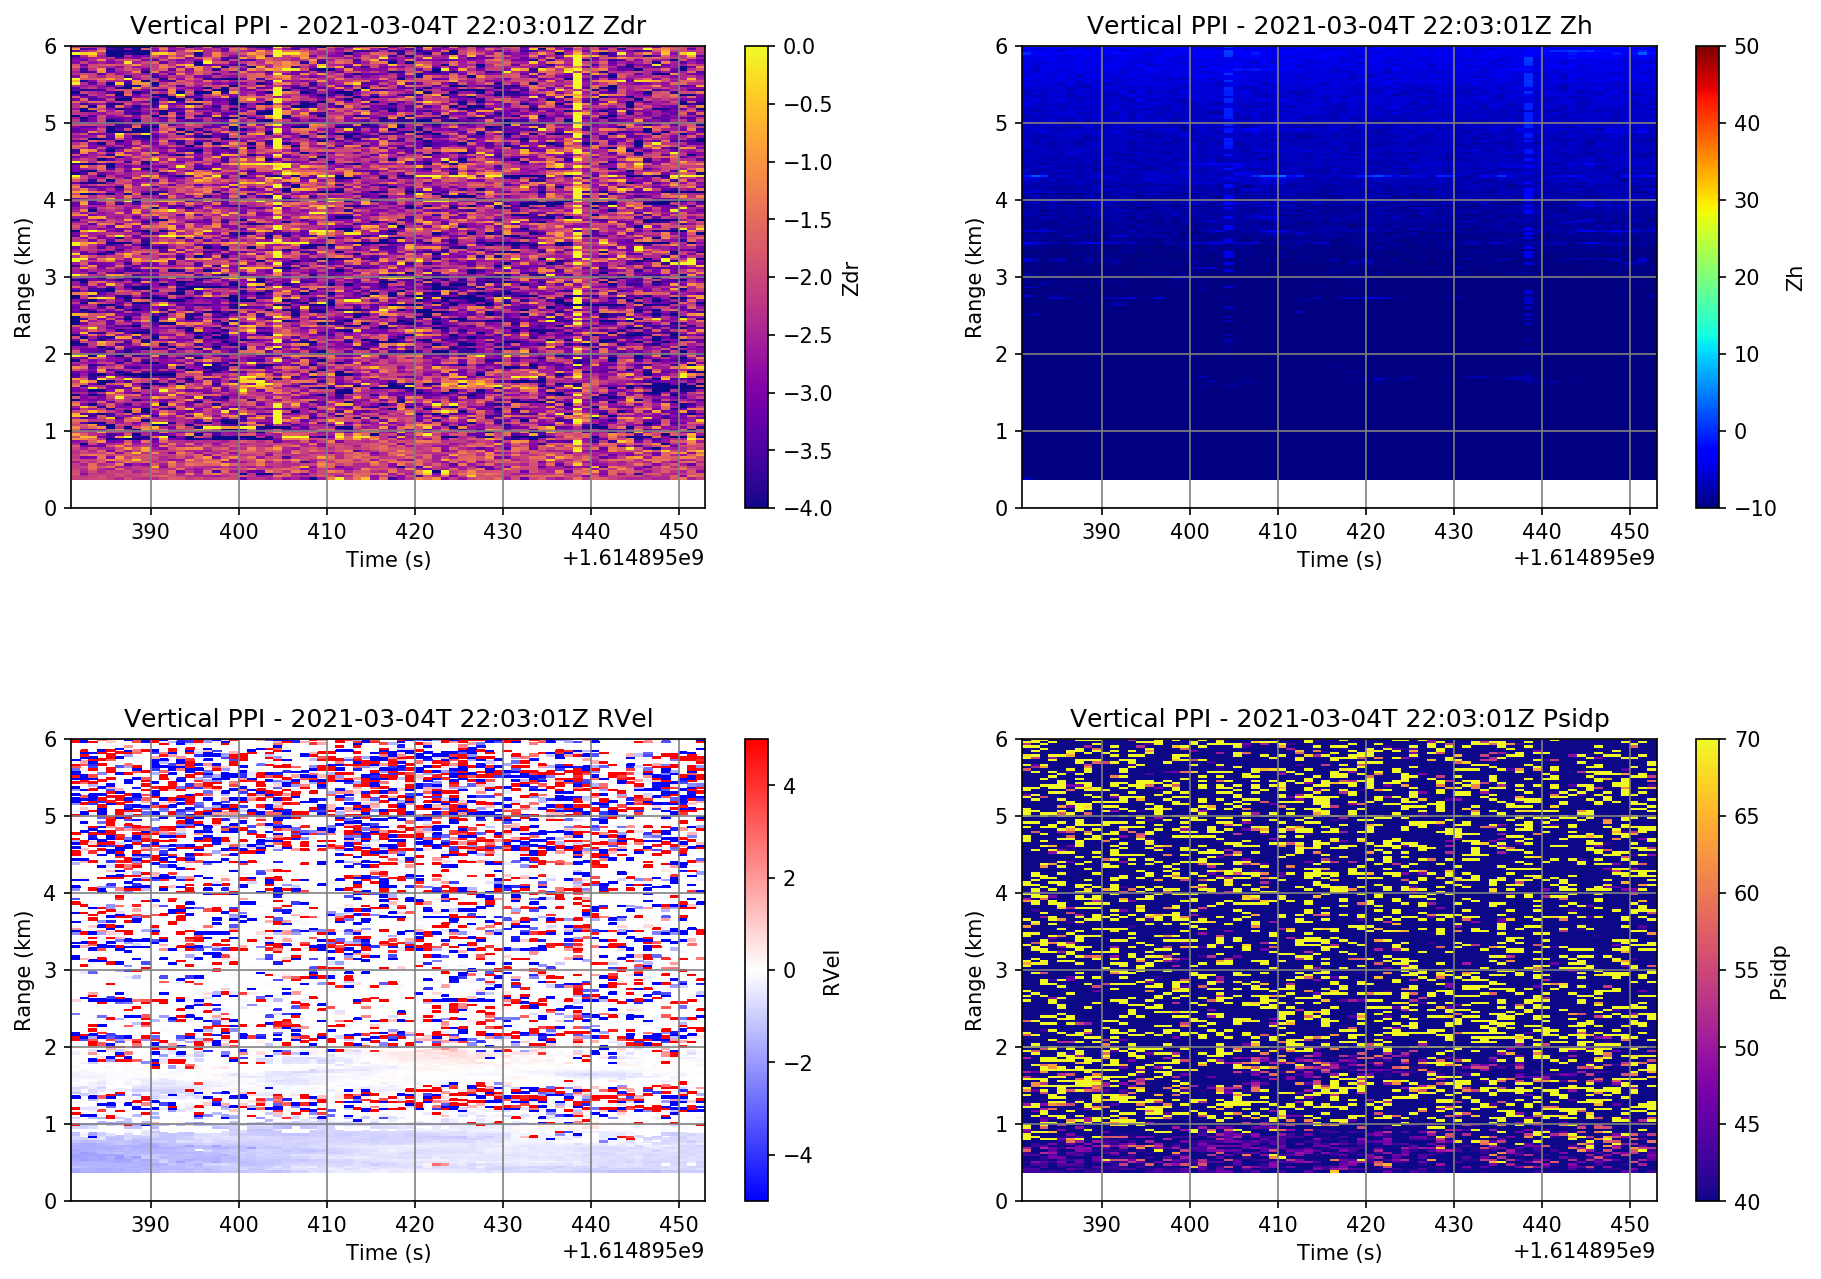 Vertical PPI - 2021-03-04T 22:03:01Z Zdr
6
5
4
3
2
1
0
Range (km)
390 400 410 420 430 440 450
Time (s)
+1.614895e9
0.0
−0.5
−1.0
−1.5
−2.0
−2.5
−3.0
−3.5
−4.0
Zdr
Vertical PPI - 2021-03-04T 22:03:01Z Zh
6
5
4
3
2
1
0
Range (km)
390 400 410 420 430 440 450
Time (s)
+1.614895e9
50
40
30
20
10
0
−10
Zh
Vertical PPI - 2021-03-04T 22:03:01Z RVel
6
5
4
3
2
1
0
Range (km)
390 400 410 420 430 440 450
Time (s)
+1.614895e9
4
2
0
−2
−4
RVel
Vertical PPI - 2021-03-04T 22:03:01Z Psidp
6
5
4
3
2
1
0
Range (km)
390 400 410 420 430 440 450
Time (s)
+1.614895e9
70
65
60
55
50
45
40
Psidp